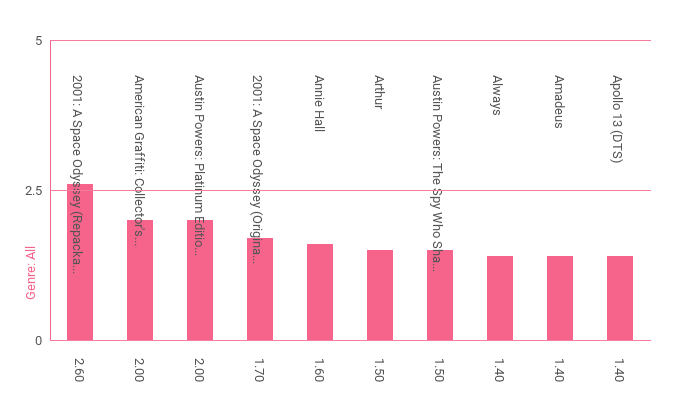 5
2.5
0
Genre: All
2001: A Space Odyssey (Repacka...
American Graffiti: Collector's...
Austin Powers: Platinum Editio...
2001: A Space Odyssey (Origina...
Annie Hall
Arthur
Austin Powers: The Spy Who Sha...
Always
Amadeus
Apollo 13 (DTS)
2.60
2.00
2.00
1.70
1.60
1.50
1.50
1.40
1.40
1.40